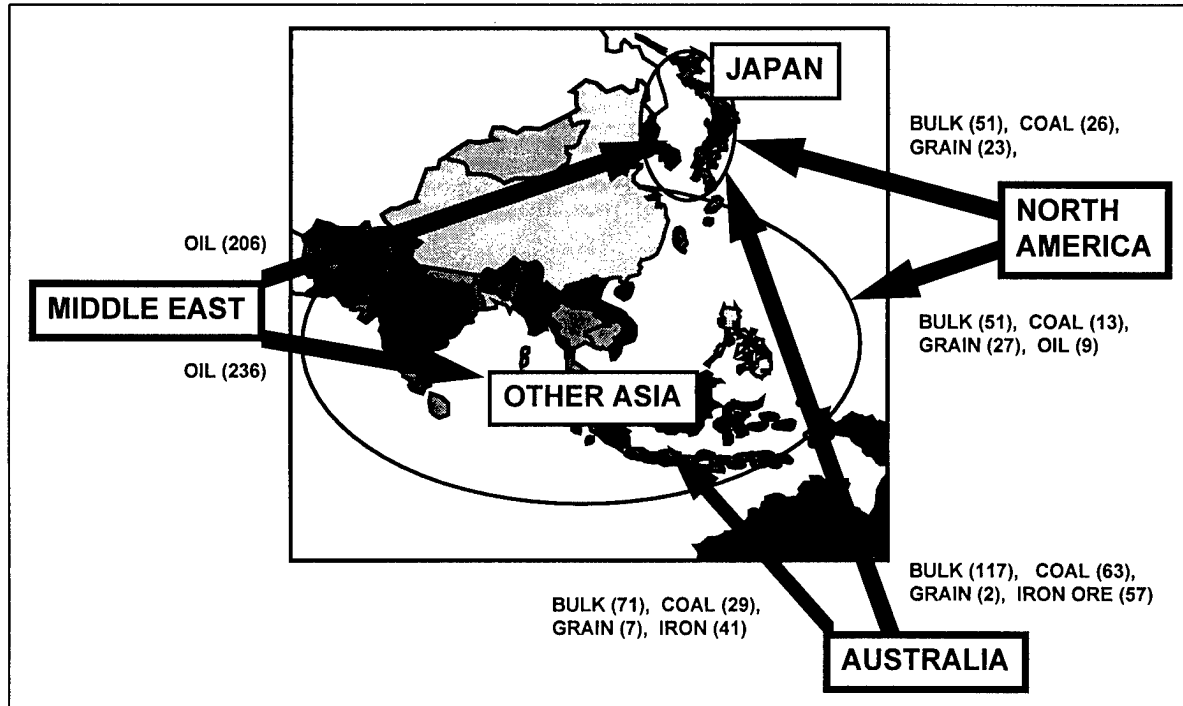 JAPAN
BULK (51), COAL (26),
GRAIN (23),
NORTH
AMERICA
OIL (206)
MIDDLE EAST
BULK (51), COAL (13),
GRAIN (27), OIL (9)
OIL (236)
OTHER ASIA
BULK (117), COAL (63),
GRAIN (2), IRON ORE (57)
BULK (71), COAL (29),
GRAIN (7), IRON (41)
AUSTRALIA